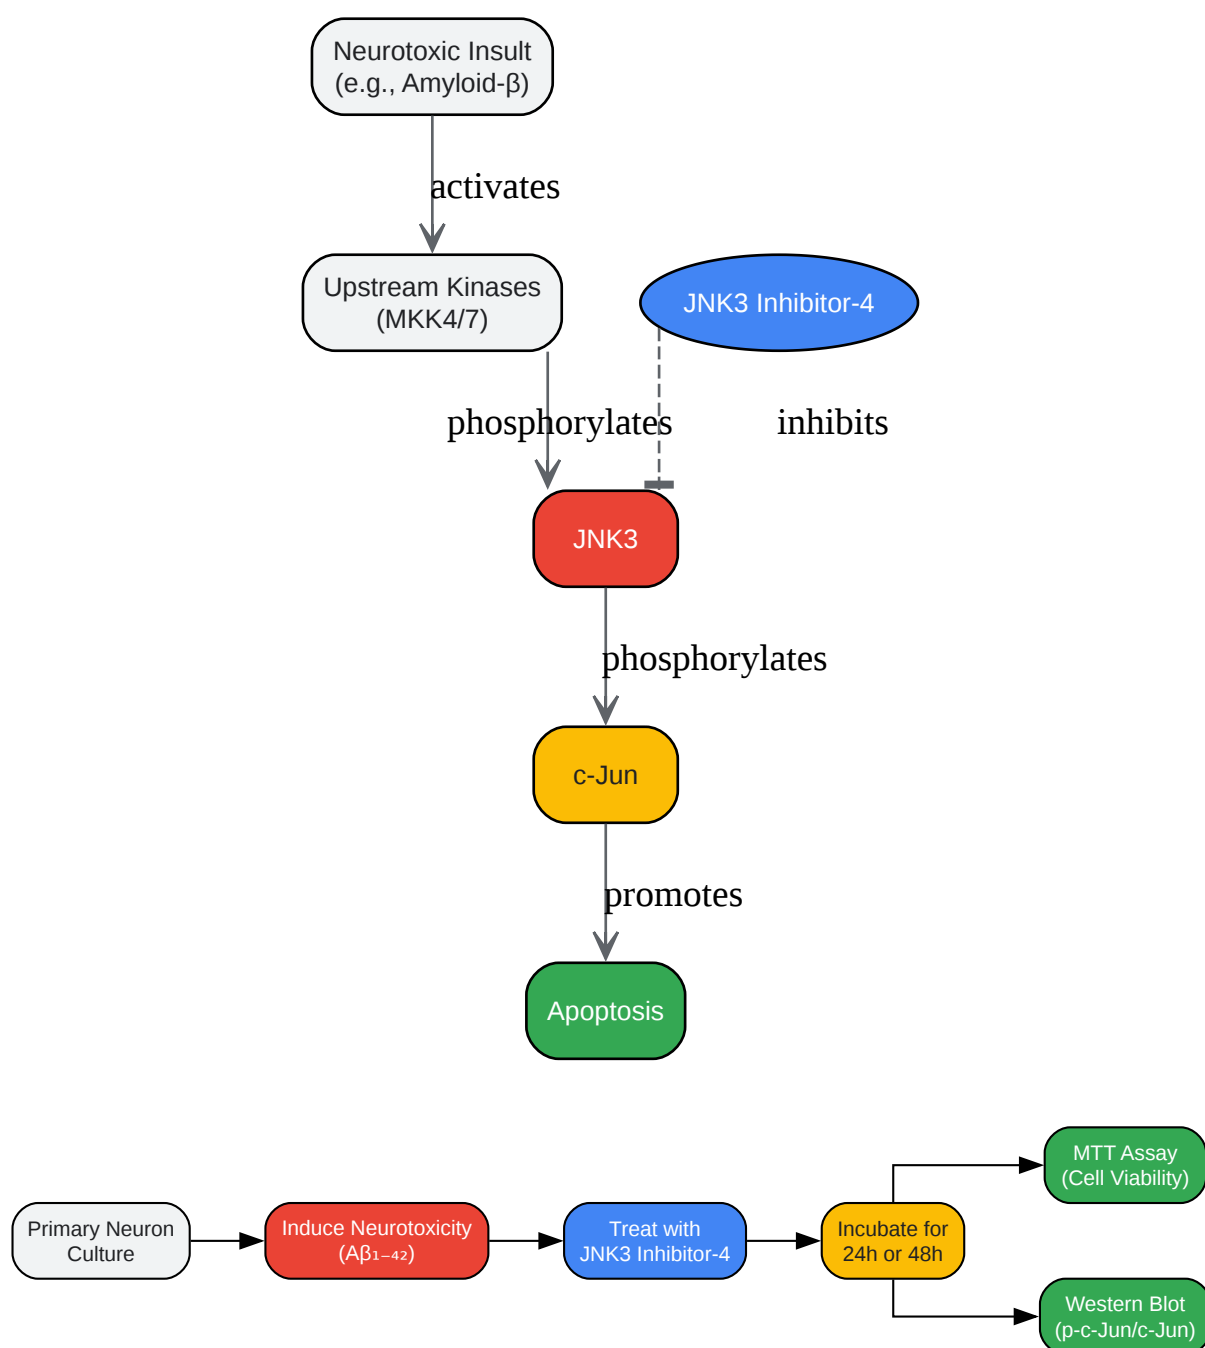 Neurotoxic Insult
(e.g., Amyloid-β)
activates
Upstream Kinases
(MKK4/7)
JNK3 Inhibitor-4
phosphorylates
inhibits
JNK3
phosphorylates
c-Jun
promotes
Apoptosis
Primary Neuron
Culture
Induce Neurotoxicity
(Aβ₁₋₄₂)
Treat with
JNK3 Inhibitor-4
Incubate for
24h or 48h
MTT Assay
(Cell Viability)
Western Blot
(p-c-Jun/c-Jun)